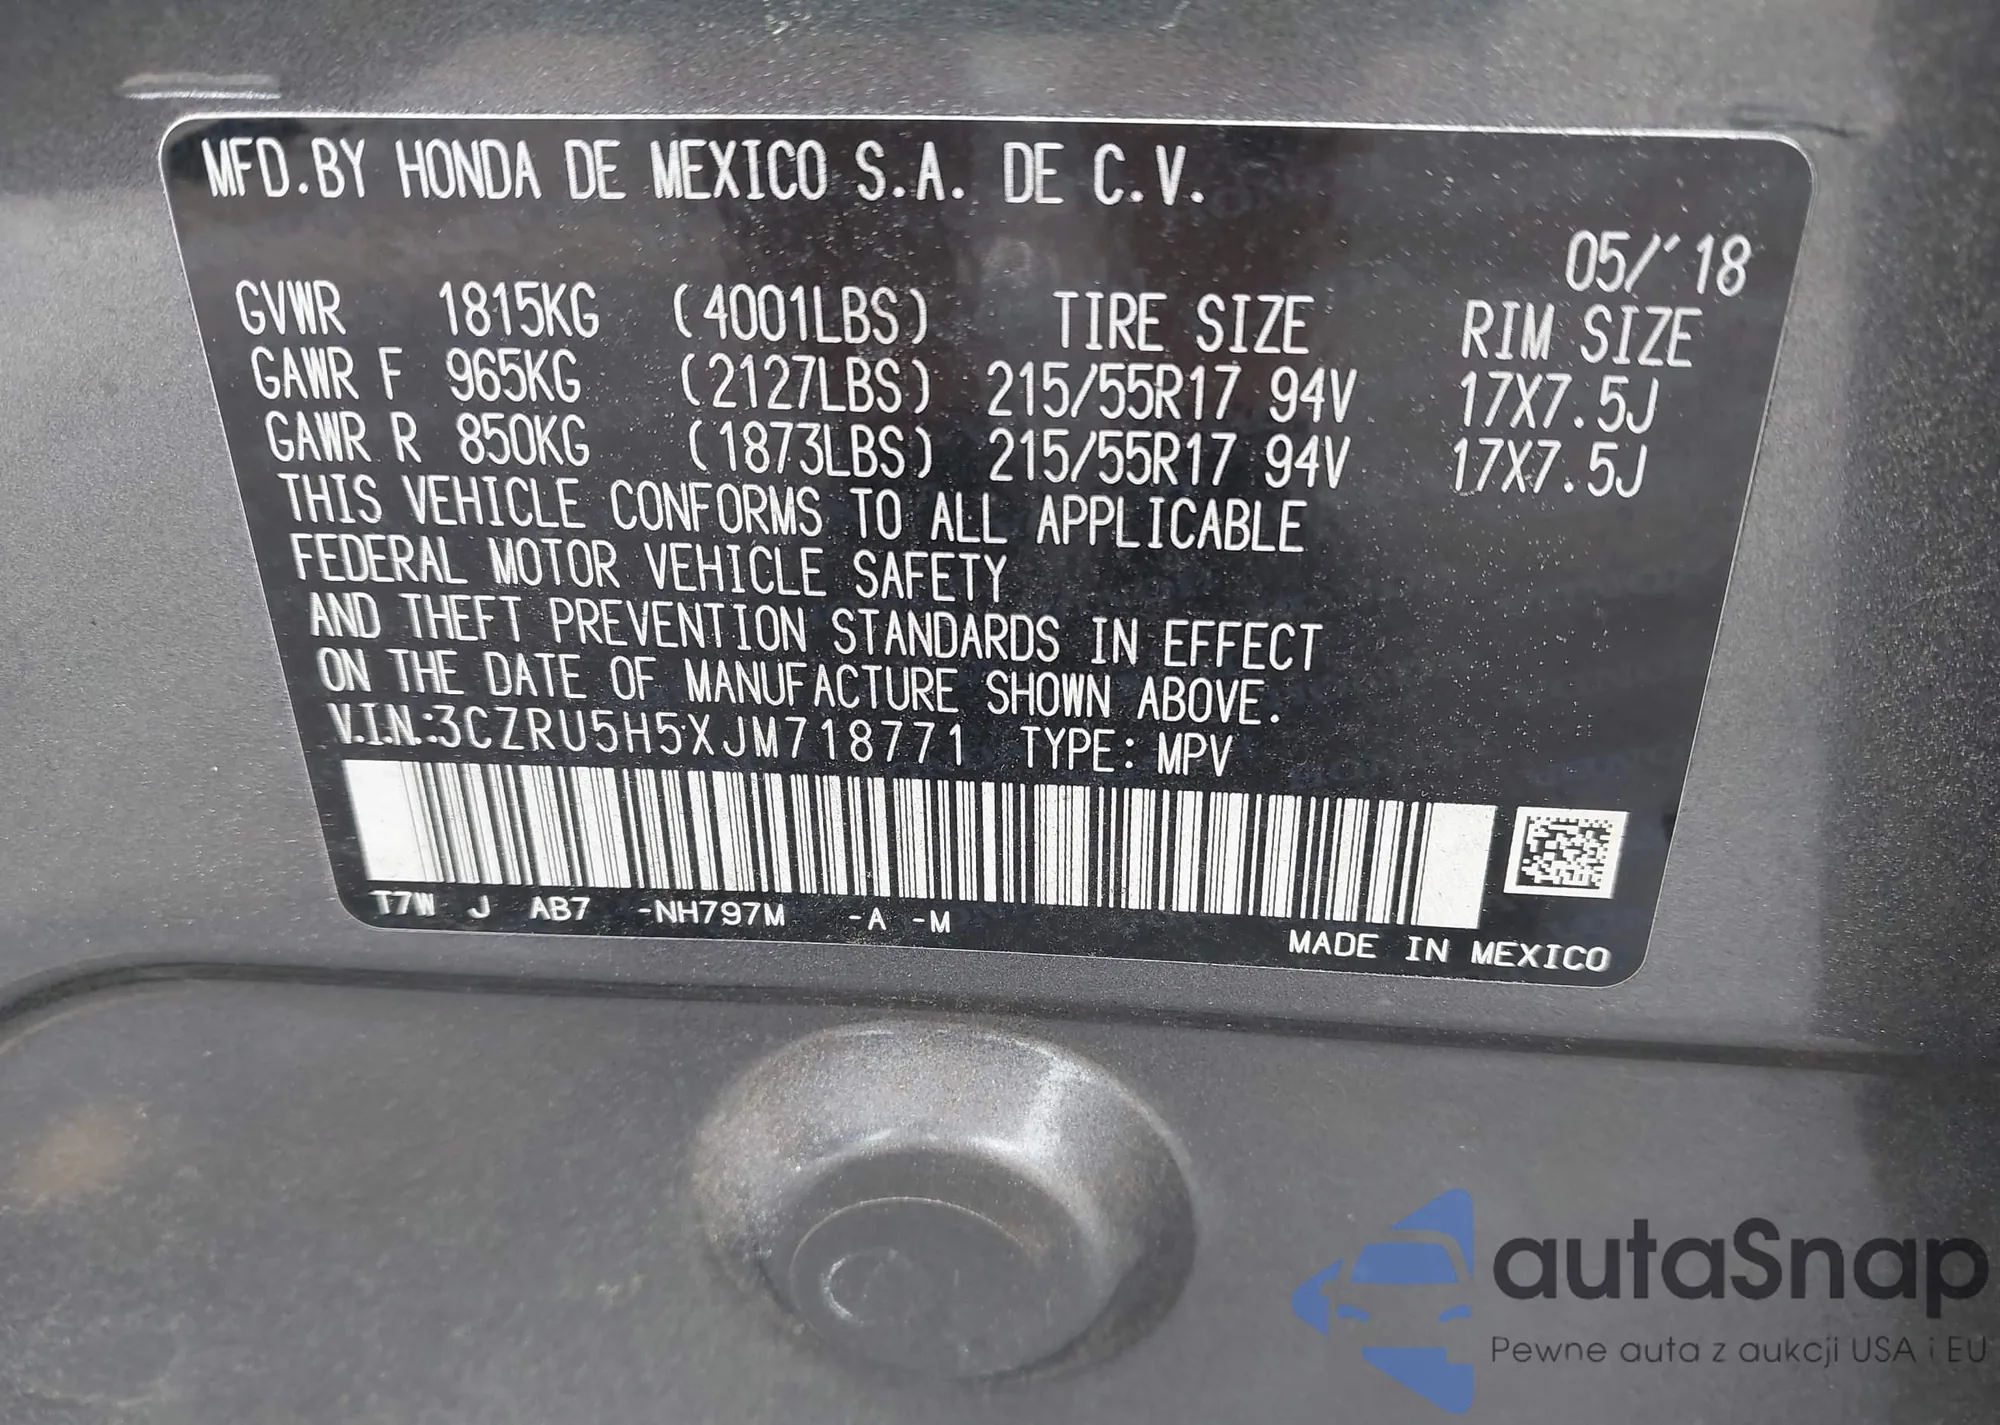 MFD.BY HONDA DE MEXICO S.A. DE C.V.
05/'18
GVWR 1815KG (4001LBS) TIRE SIZE RIM SIZE
GAWR F 965KG (2127LBS) 215/55R17 94V 17X7.5J
GAWR R 850KG (1873LBS) 215/55R17 94V 17X7.5J
THIS VEHICLE CONFORMS TO ALL APPLICABLE
FEDERAL MOTOR VEHICLE SAFETY
AND THEFT PREVENTION STANDARDS IN EFFECT
ON THE DATE OF MANUFACTURE SHOWN ABOVE.
V.I.N.:3CZRU5H5XJM718771 TYPE: MPV
T7W J AB7 -NH797M -A -M
MADE IN MEXICO
autaSnap
Pewne auta z aukcji USA i EU